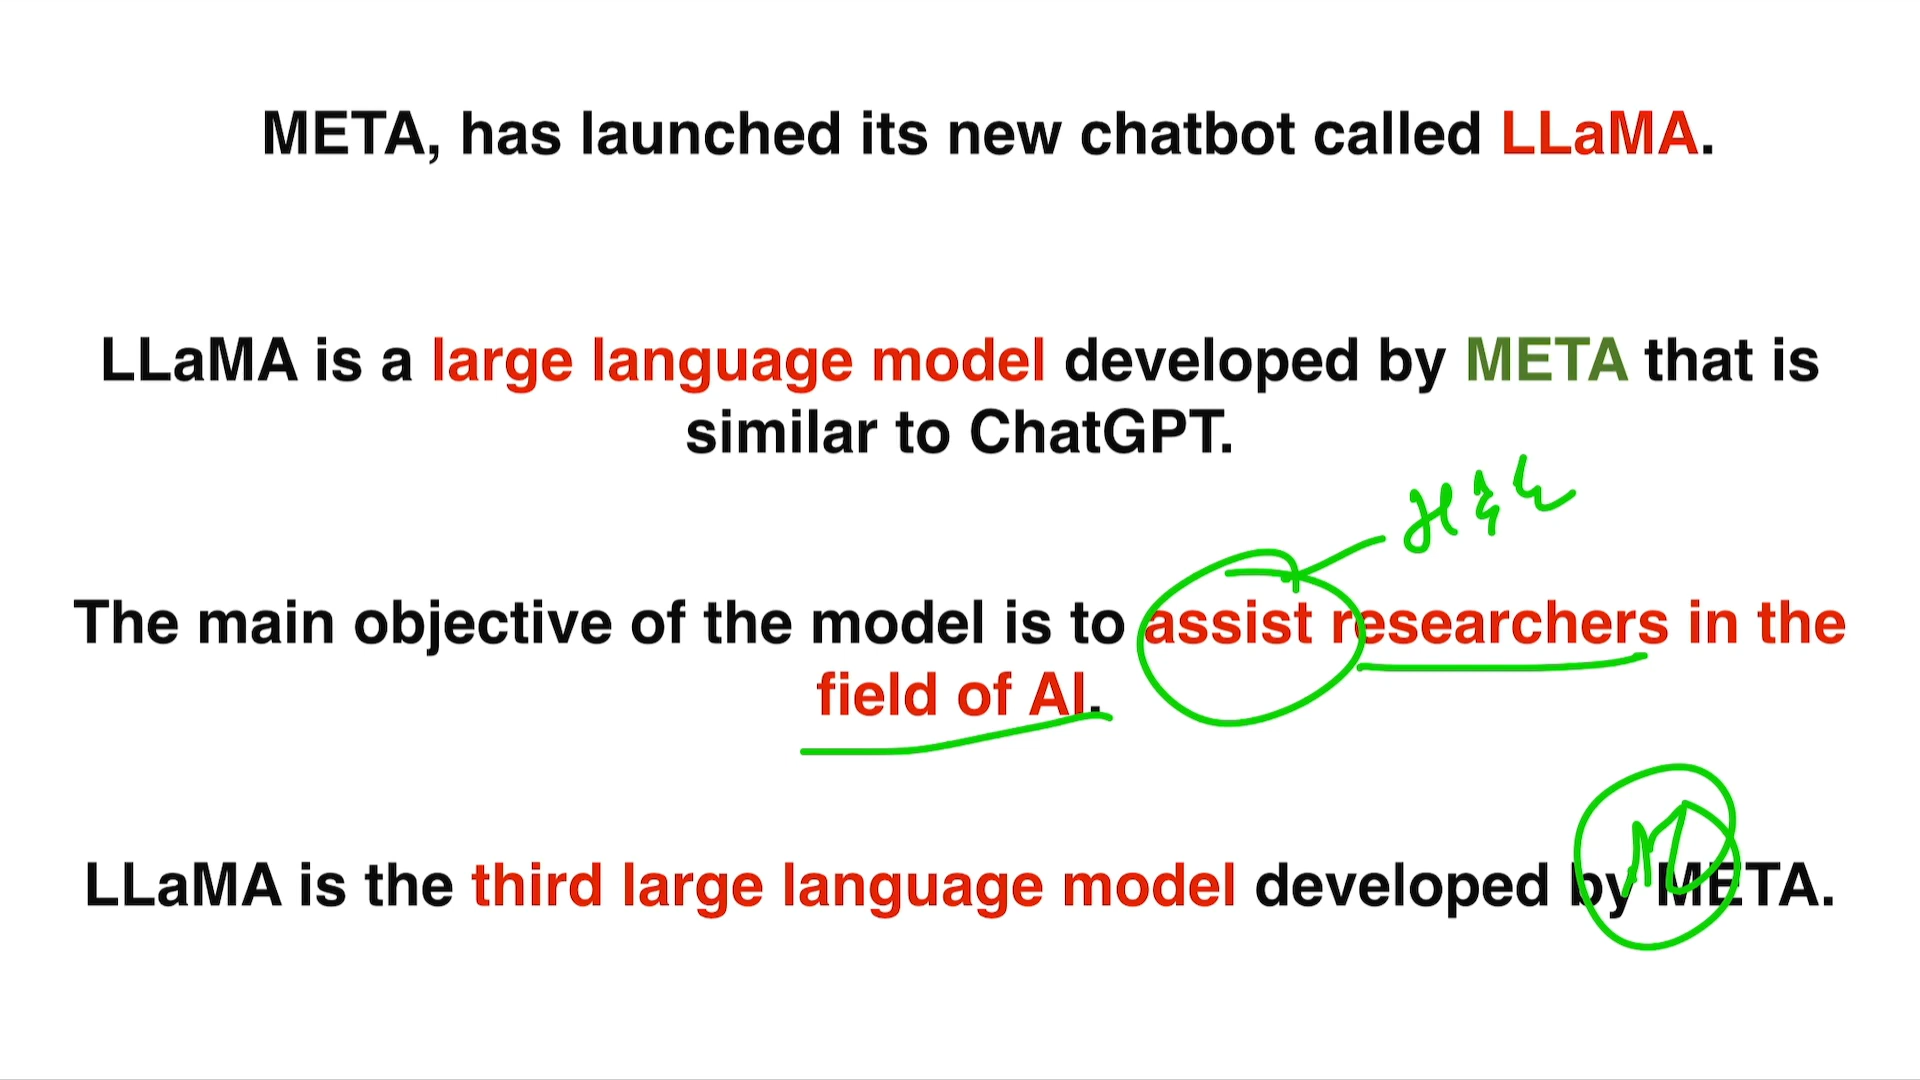 META, has launched its new chatbot called LLaMA.
LLaMA is a large language model developed by META that is
similar to ChatGPT.
The main objective of the model is to assist researchers in the
field of AI.
LLaMA is the third large language model developed by META.